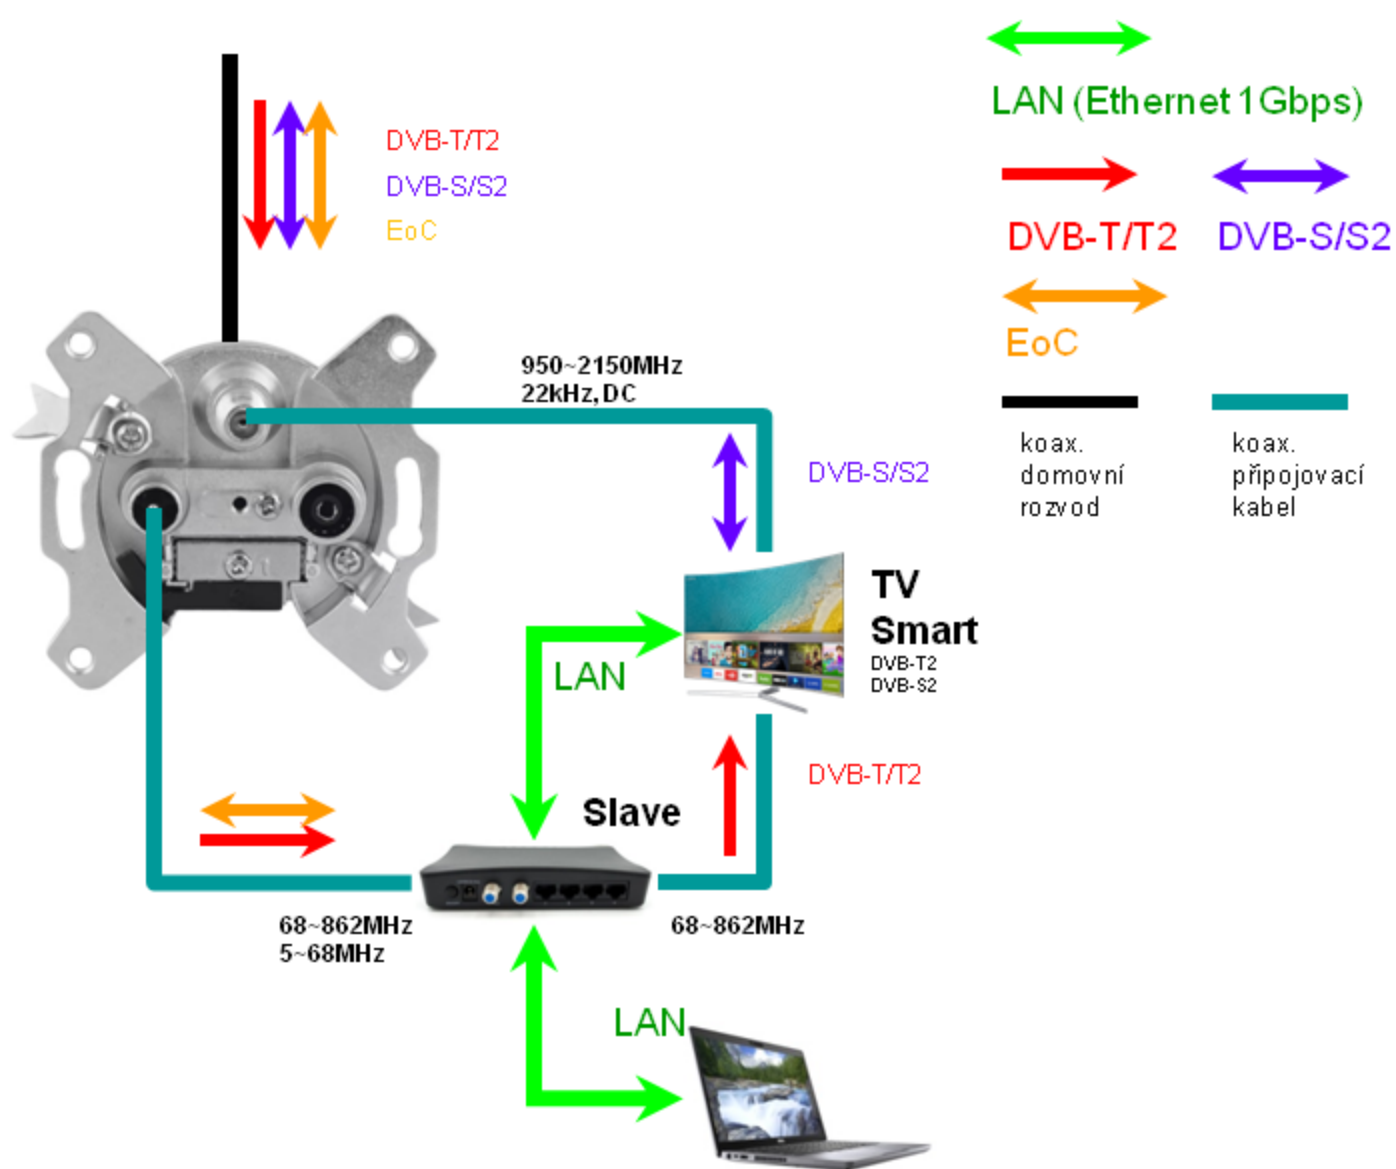 LAN (Ethernet 1Gbps)
DVB-T/T2
DVB-S/S2
EoC
DVB-T/T2
DVB-S/S2
EoC
950~2150MHz
22kHz, DC
koax.
domovní
rozvod
koax.
připojovací
kabel
DVB-S/S2
TV
Smart
DVB-T2
DVB-S2
LAN
DVB-T/T2
Slave
68~862MHz
5~68MHz
68~862MHz
LAN